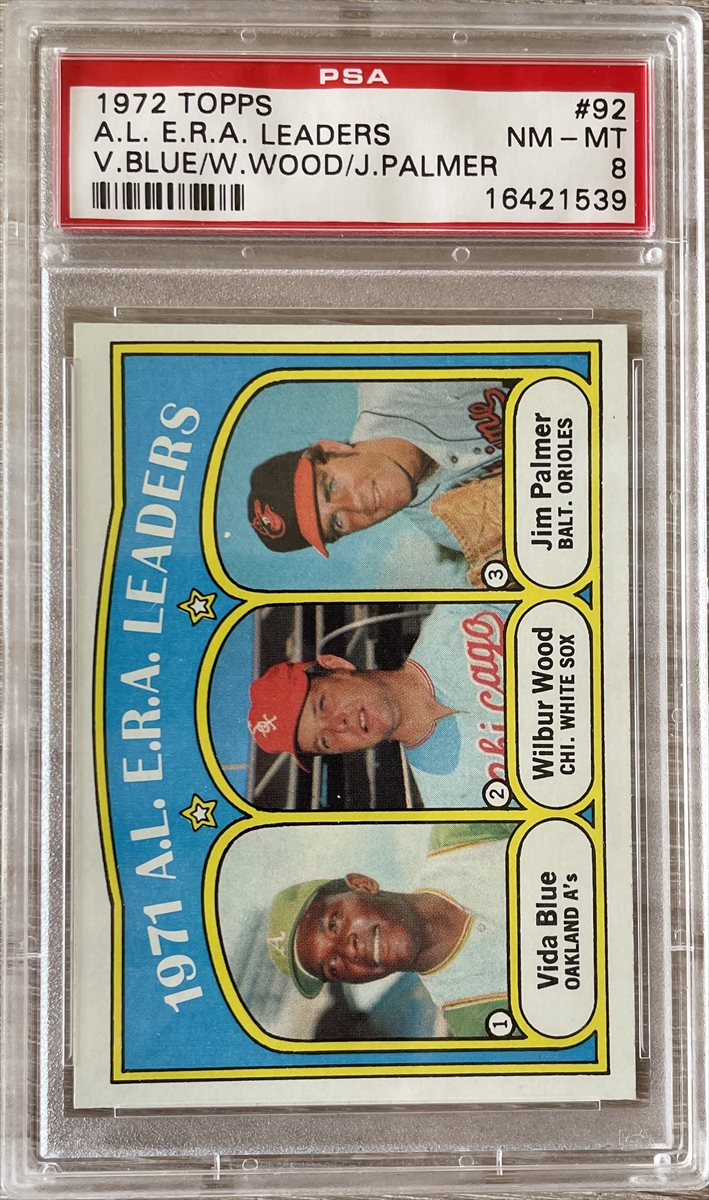 PSA
1972 TOPPS #92
A.L. E.R.A. LEADERS NM-MT
V.BLUE/W.WOOD/J.PALMER 8
16421539
1971 A.L. E.R.A. LEADERS
A
1
Vida Blue
OAKLAND A's
Chicago
2
Wilbur Wood
CHI. WHITE SOX
3
Jim Palmer
BALT. ORIOLES